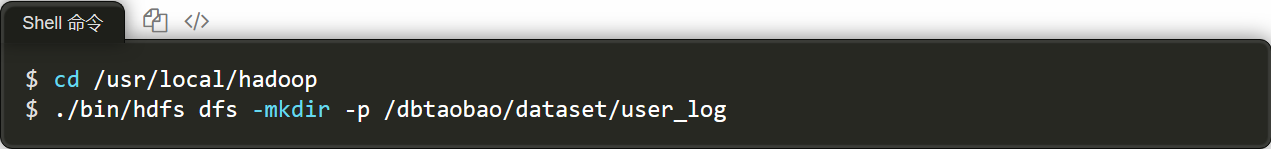 Shell 命令
$ cd /usr/local/hadoop
$ ./bin/hdfs dfs -mkdir -p /dbtaobao/dataset/user_log